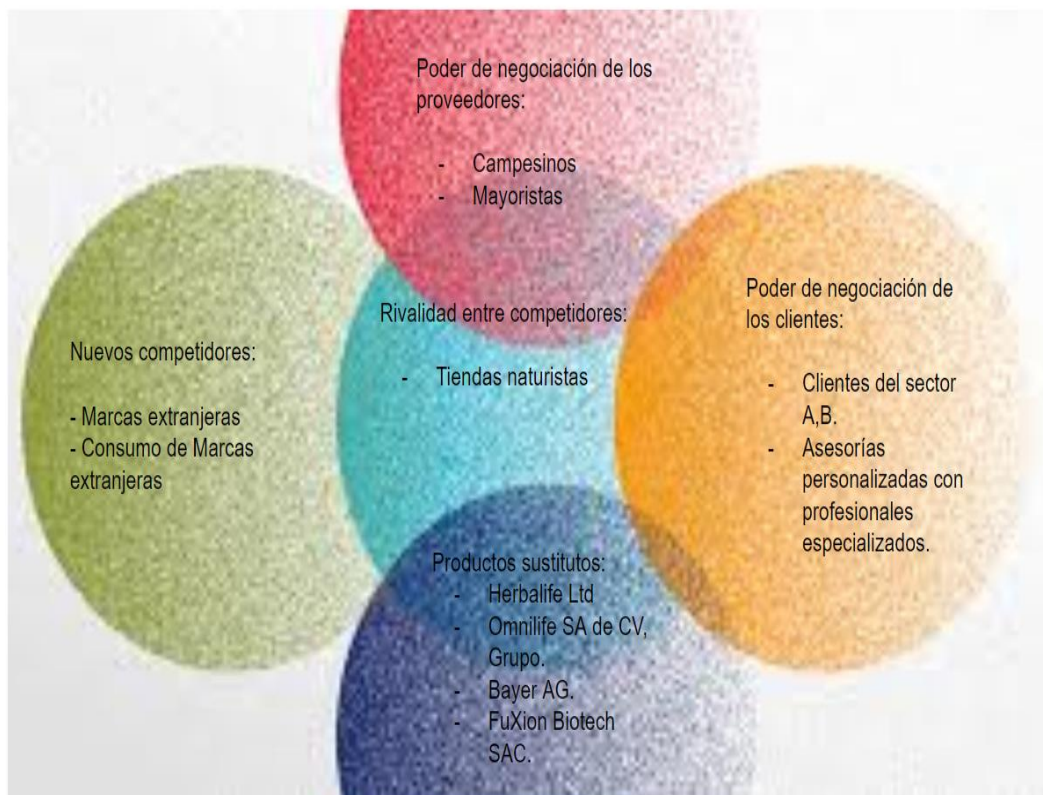 Poder de negociación de los
proveedores:
- Campesinos
- Mayoristas
Nuevos competidores:
- Marcas extranjeras
- Consumo de Marcas
extranjeras
Rivalidad entre competidores:
- Tiendas naturistas
Poder de negociación de
los clientes:
- Clientes del sector
A,B.
- Asesorías
personalizadas con
profesionales
especializados.
Productos sustitutos:
- Herbalife Ltd
- Omnilife SA de CV,
Grupo.
- Bayer AG.
- FuXion Biotech
SAC.